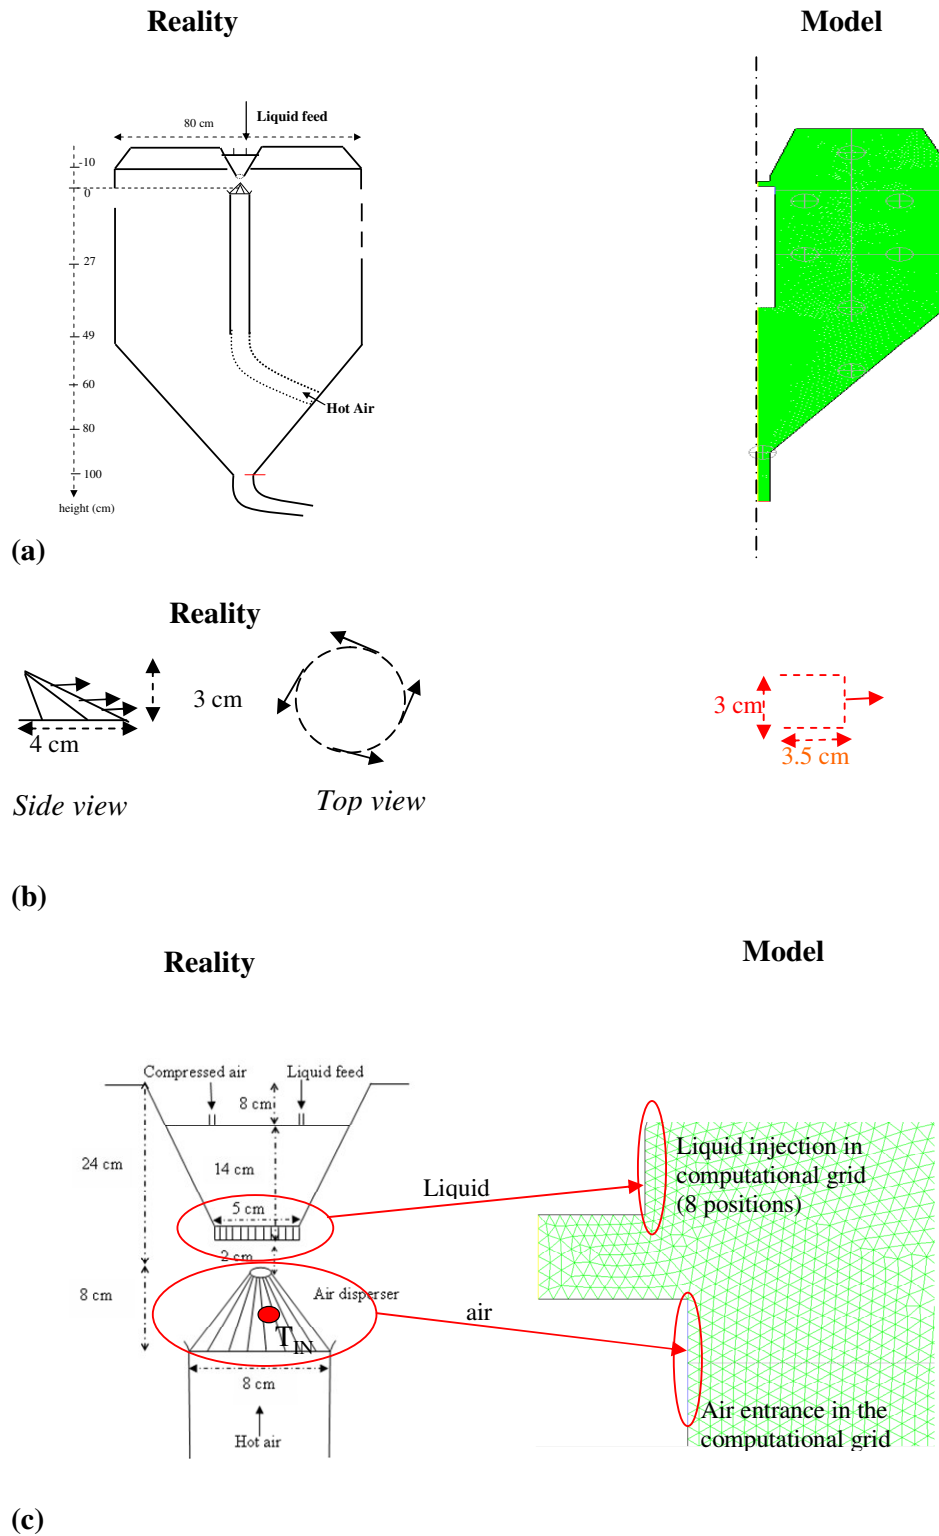 Reality
Model
Liquid feed
80 cm
-10
0
27
49
60
80
100
Hot Air
height (cm)
(a)
Reality
3 cm
4 cm
3 cm
3.5 cm
Side view
Top view
(b)
Reality
Model
Compressed air
Liquid feed
8 cm
24 cm
14 cm
5 cm
Liquid
Liquid injection in
computational grid
(8 positions)
2 cm
8 cm
Air disperser
air
T IN
8 cm
Hot air
Air entrance in the
computational grid
(c)